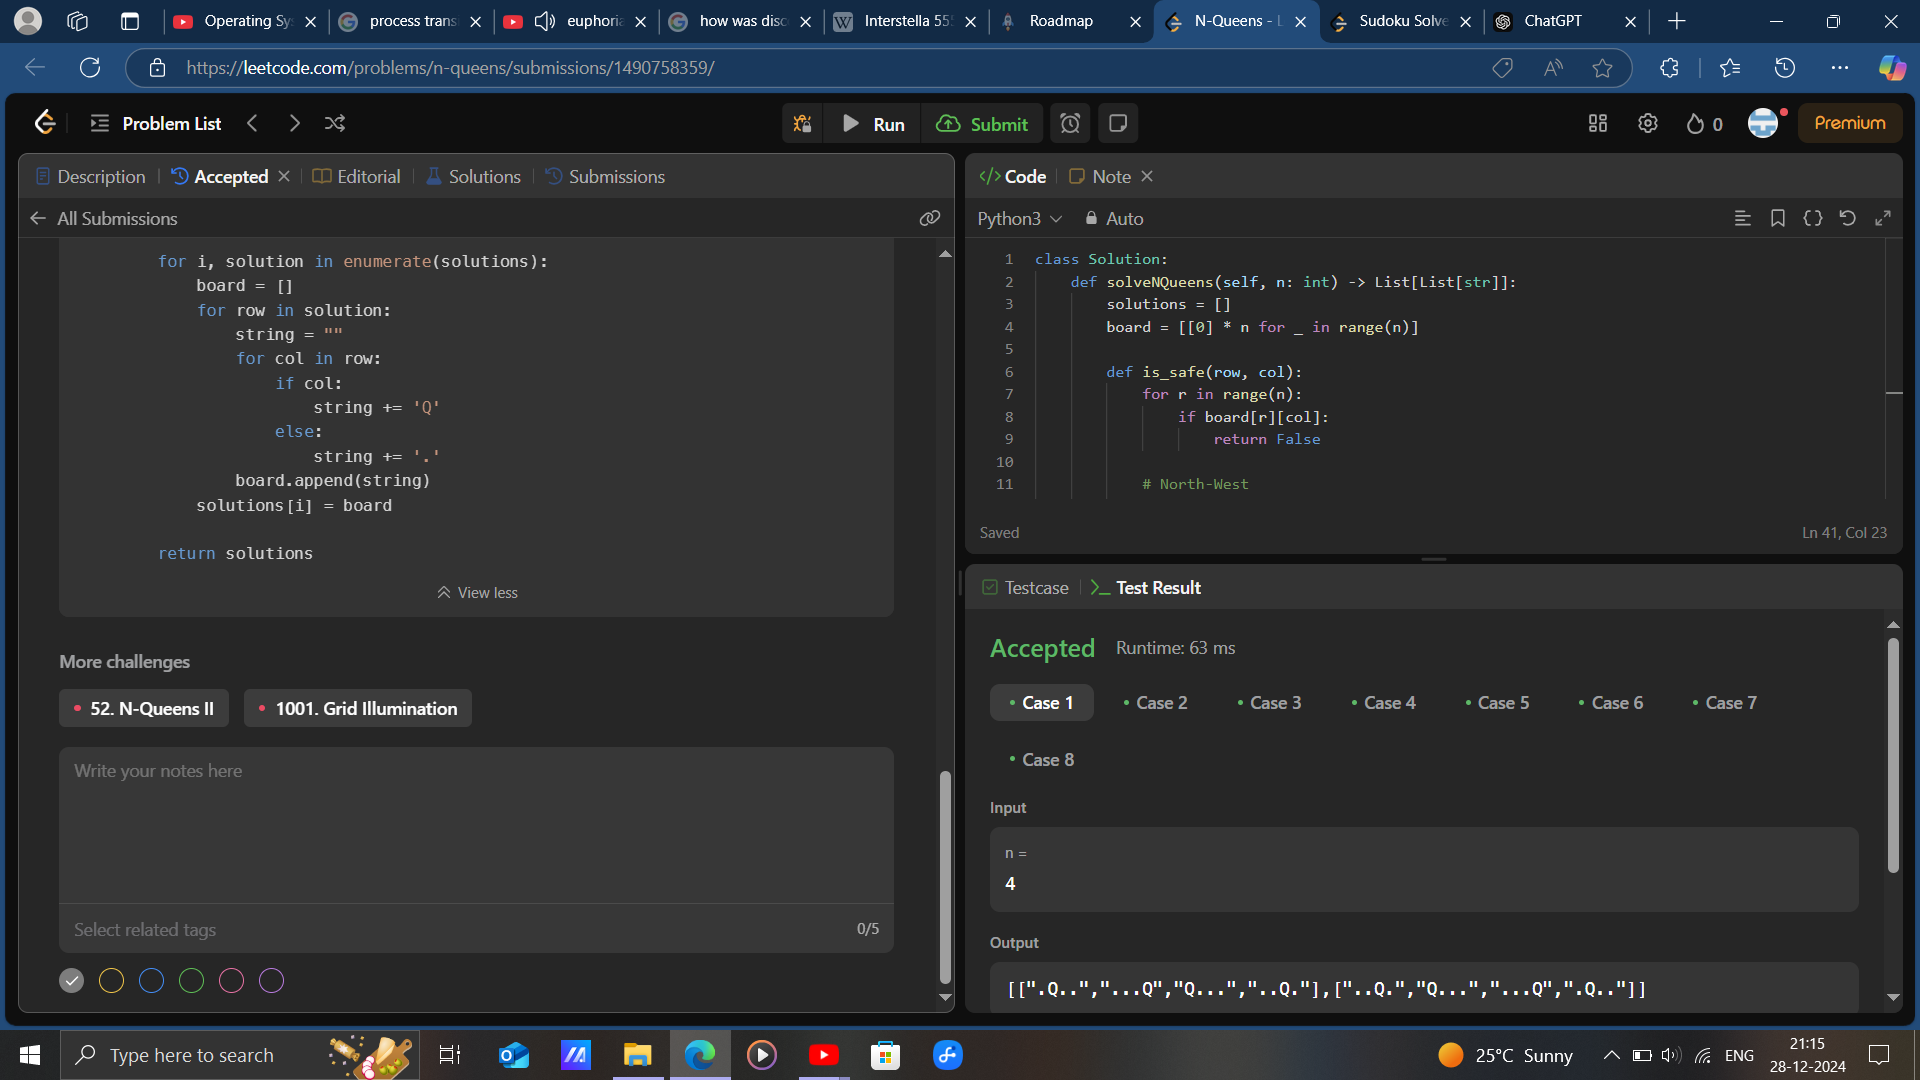 Operating Sy
process trans
euphoria
how was disc
Interstella 555
Roadmap
N-Queens - L
Sudoku Solve
ChatGPT
https://leetcode.com/problems/n-queens/submissions/1490758359/
Problem List
Run
Submit
0
Premium
Description
Accepted
Editorial
Solutions
Submissions
All Submissions
for i, solution in enumerate(solutions):
board = []
for row in solution:
string = ""
for col in row:
if col:
string += 'Q'
else:
string += '.'
board.append(string)
solutions[i] = board
return solutions
View less
More challenges
52. N-Queens II
1001. Grid Illumination
Write your notes here
Select related tags
0/5
</> Code
Note
Python3
Auto
1 class Solution:
2 def solveNQueens(self, n: int) -> List[List[str]]:
3 solutions = []
4 board = [[0] * n for _ in range(n)]
5
6 def is_safe(row, col):
7 for r in range(n):
8 if board[r][col]:
9 return False
10
11 # North-West
Saved
Ln 41, Col 23
Testcase
Test Result
Accepted
Runtime: 63 ms
Case 1
Case 2
Case 3
Case 4
Case 5
Case 6
Case 7
Case 8
Input
n =
4
Output
[[".Q..","...Q","Q...","..Q."],["..Q.","Q...","...Q",".Q.."]]
Type here to search
25°C Sunny
ENG
21:15
28-12-2024